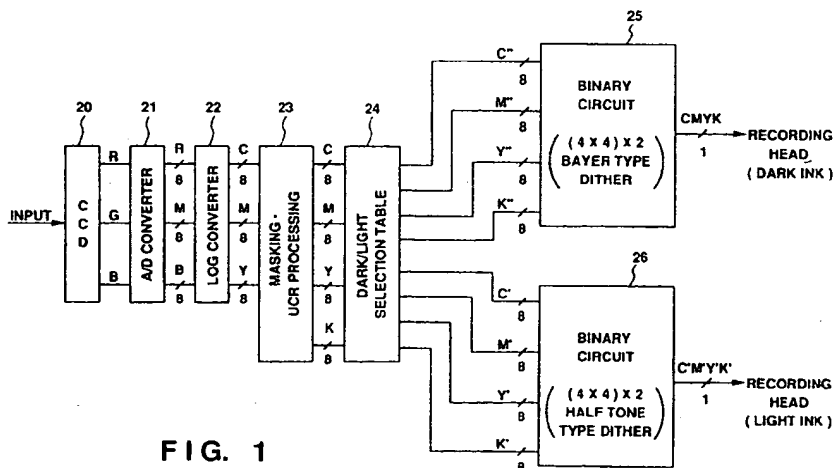 20
21
22
23
24
25
26
INPUT
CCD
R
G
B
A/D CONVERTER
R
8
M
8
B
8
LOG CONVERTER
C
8
M
8
Y
8
MASKING·
UCR PROCESSING
C
8
M
8
Y
8
K
8
DARK/LIGHT
SELECTION TABLE
C"
8
M"
8
Y"
8
K"
8
BINARY
CIRCUIT
(4 X 4) X 2
BAYER TYPE
DITHER
CMYK
1
RECORDING
HEAD
(DARK INK)
C'
8
M'
8
Y'
8
K'
8
BINARY
CIRCUIT
(4 X 4) X 2
HALF TONE
TYPE DITHER
C'M'Y'K'
1
RECORDING
HEAD
(LIGHT INK)
FIG. 1